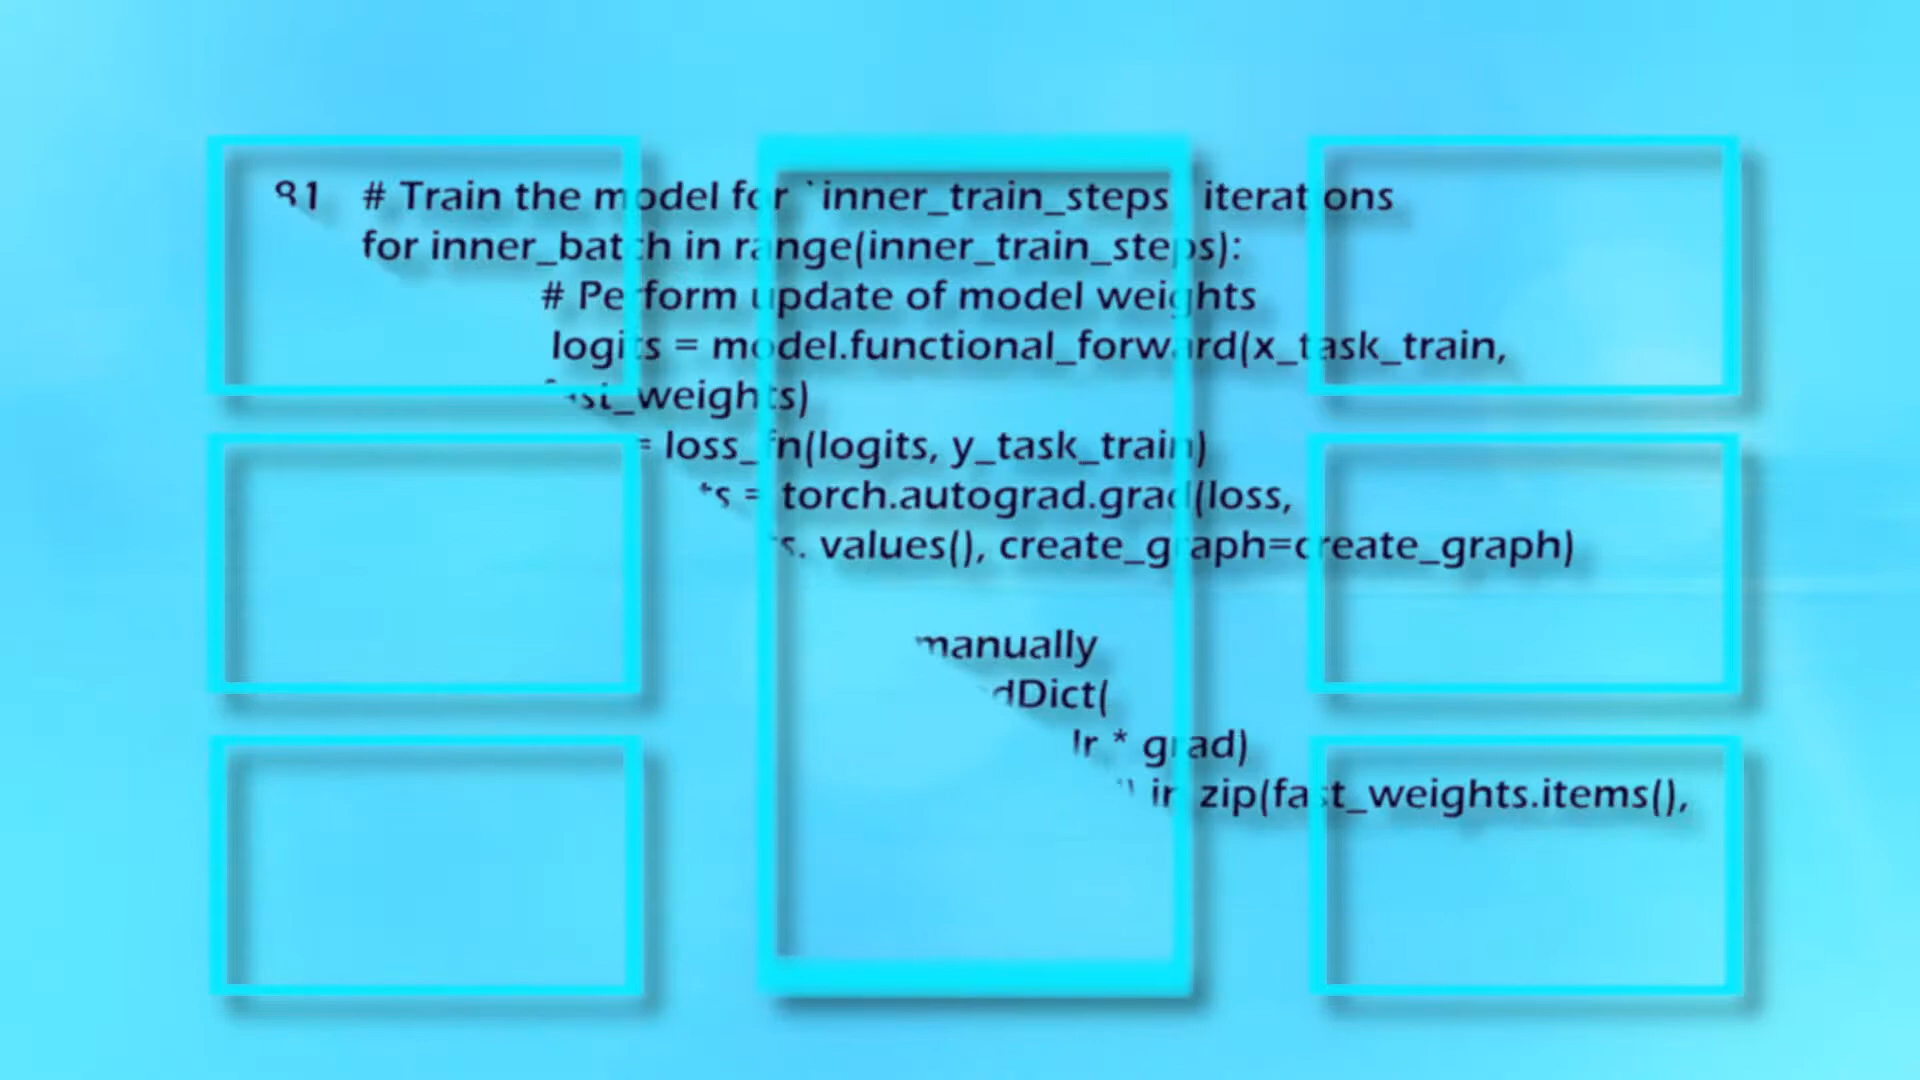 81 # Train the model for `inner_train_steps` iterations
for inner_batch in range(inner_train_steps):
# Perform update of model weights
logits = model.functional_forward(x_task_train,
fast_weights)
= loss_fn(logits, y_task_train)
= torch.autograd.grad(loss,
values(), create_graph=create_graph)
manually
lr * grad)
in zip(fast_weights.items(),